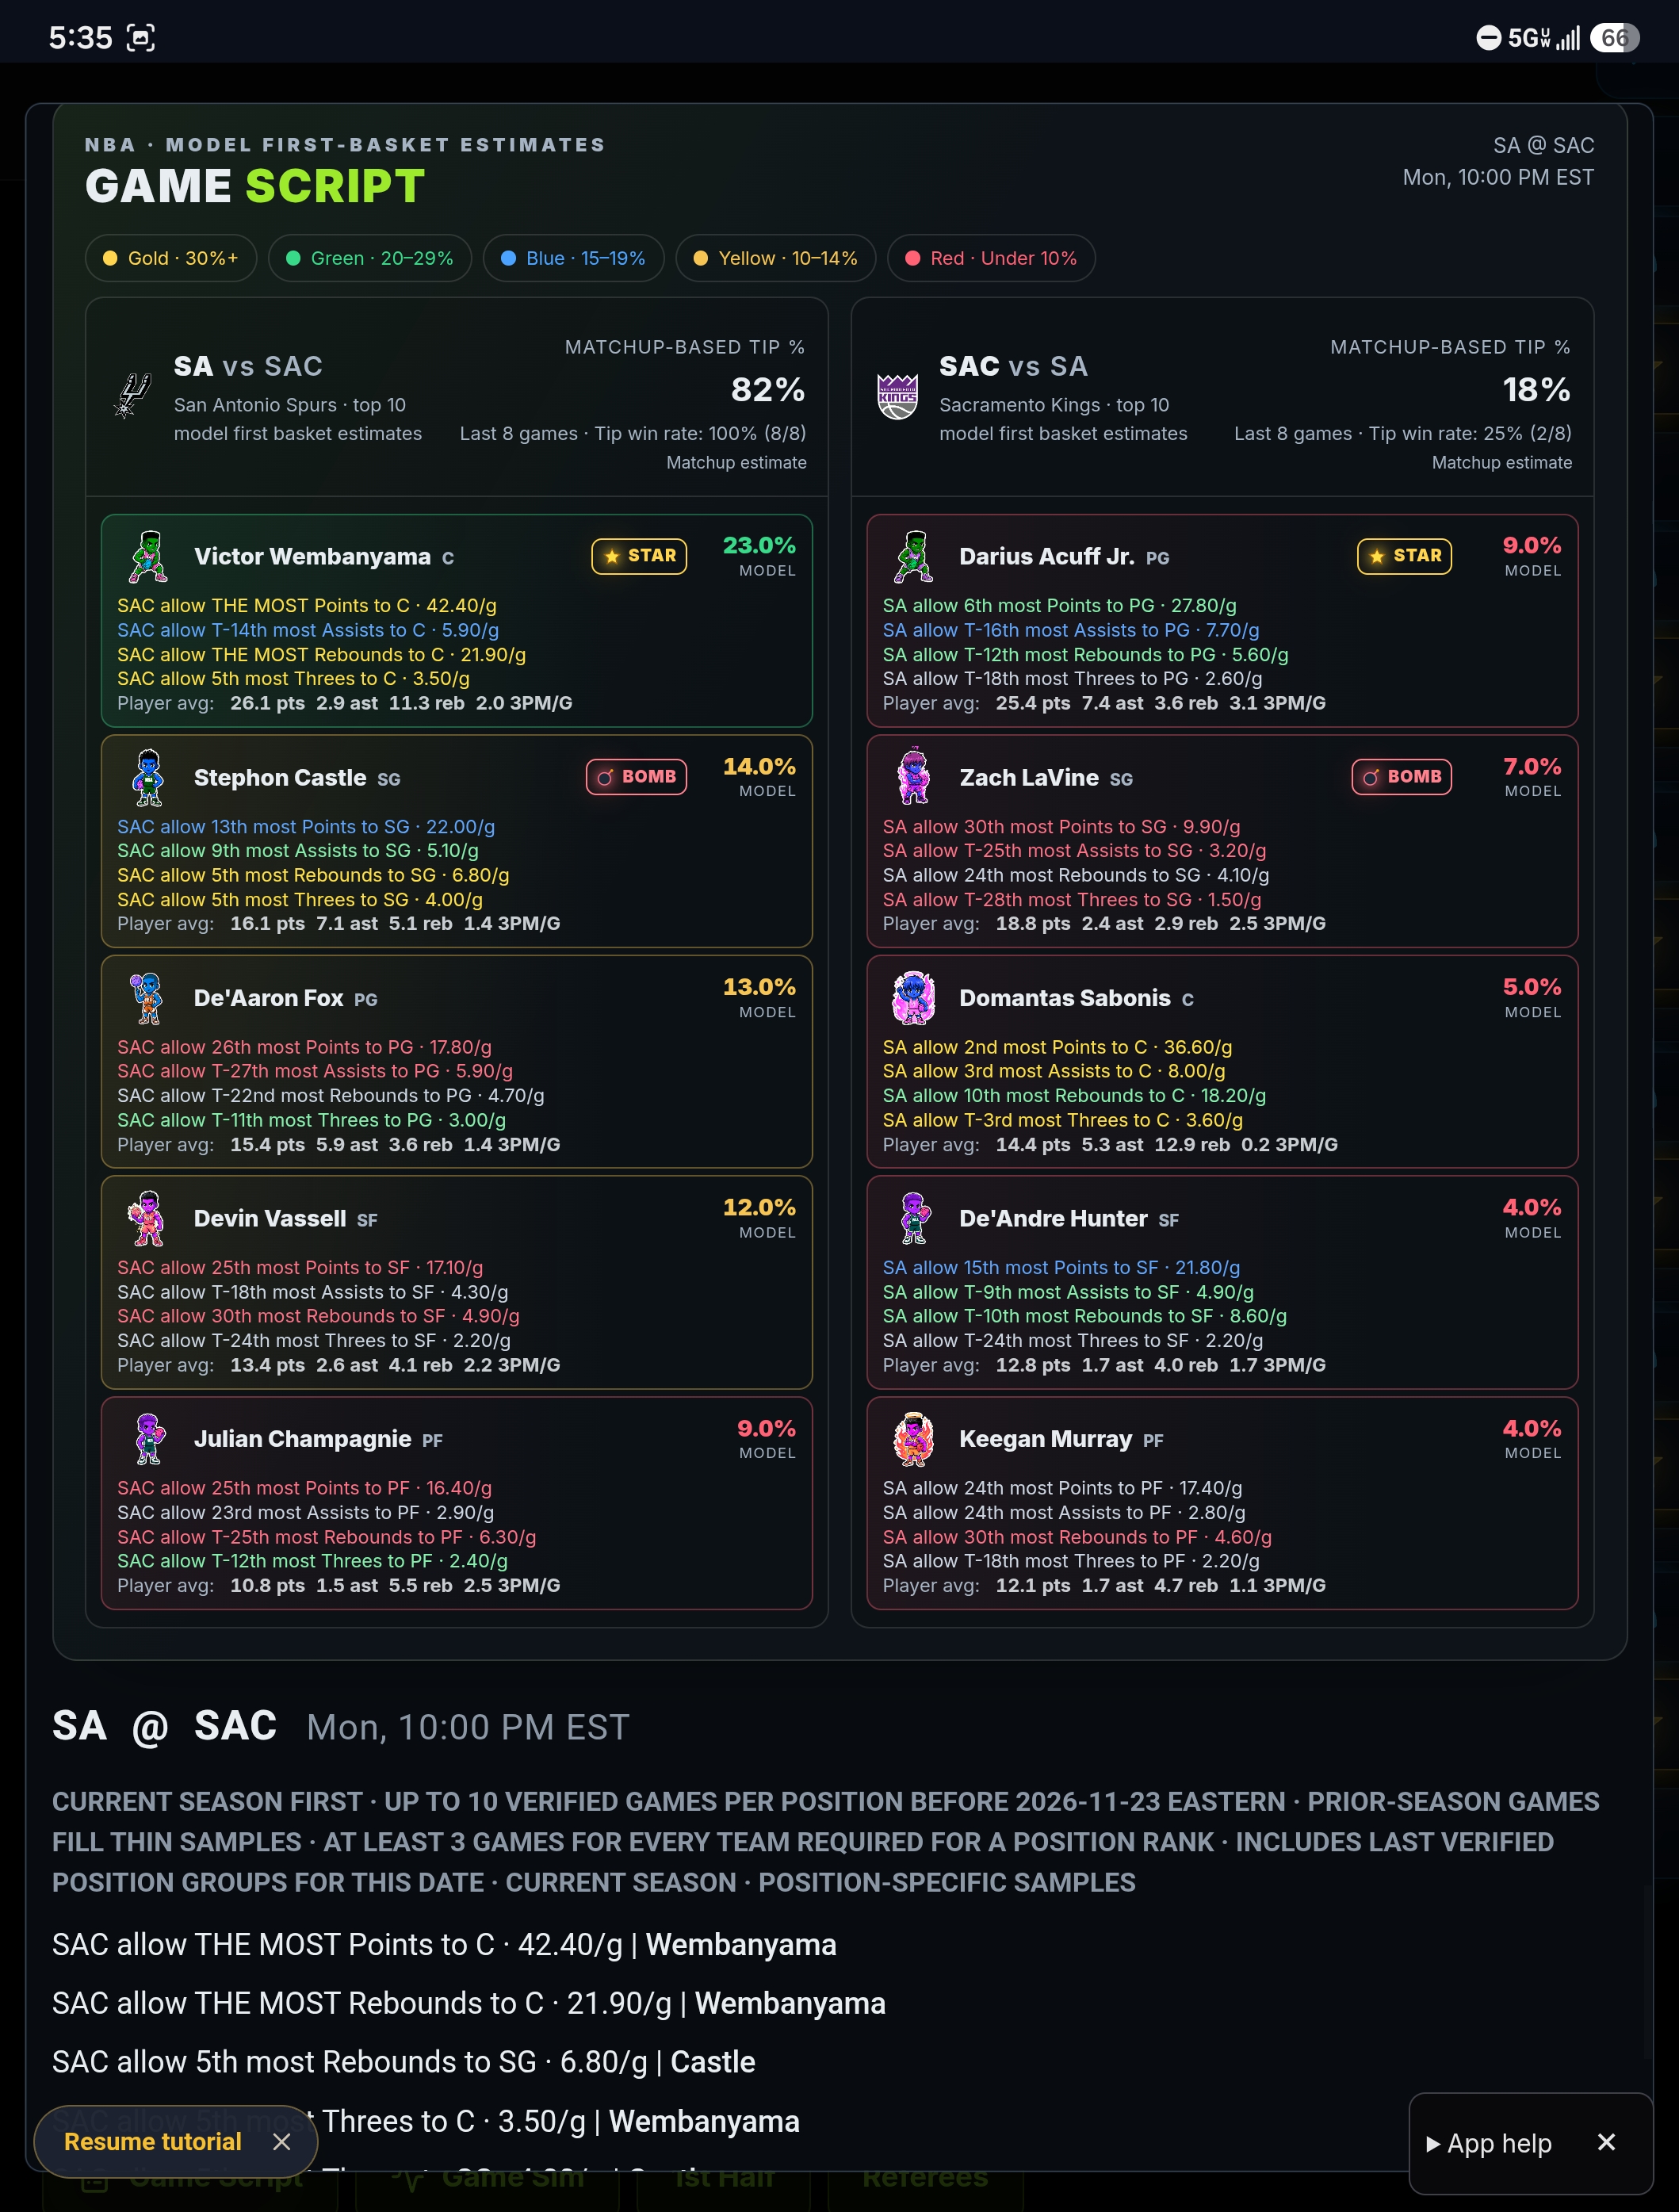 5:35
5G UW
66
NBA · MODEL FIRST-BASKET ESTIMATES
GAME SCRIPT
SA @ SAC
Mon, 10:00 PM EST
Gold · 30%+
Green · 20–29%
Blue · 15–19%
Yellow · 10–14%
Red · Under 10%
SA vs SAC
San Antonio Spurs · top 10
model first basket estimates
MATCHUP-BASED TIP %
82%
Last 8 games · Tip win rate: 100% (8/8)
Matchup estimate
Victor Wembanyama C
STAR
23.0%
MODEL
SAC allow THE MOST Points to C · 42.40/g
SAC allow T-14th most Assists to C · 5.90/g
SAC allow THE MOST Rebounds to C · 21.90/g
SAC allow 5th most Threes to C · 3.50/g
Player avg: 26.1 pts 2.9 ast 11.3 reb 2.0 3PM/G
Stephon Castle SG
BOMB
14.0%
MODEL
SAC allow 13th most Points to SG · 22.00/g
SAC allow 9th most Assists to SG · 5.10/g
SAC allow 5th most Rebounds to SG · 6.80/g
SAC allow 5th most Threes to SG · 4.00/g
Player avg: 16.1 pts 7.1 ast 5.1 reb 1.4 3PM/G
De'Aaron Fox PG
13.0%
MODEL
SAC allow 26th most Points to PG · 17.80/g
SAC allow T-27th most Assists to PG · 5.90/g
SAC allow T-22nd most Rebounds to PG · 4.70/g
SAC allow T-11th most Threes to PG · 3.00/g
Player avg: 15.4 pts 5.9 ast 3.6 reb 1.4 3PM/G
Devin Vassell SF
12.0%
MODEL
SAC allow 25th most Points to SF · 17.10/g
SAC allow T-18th most Assists to SF · 4.30/g
SAC allow 30th most Rebounds to SF · 4.90/g
SAC allow T-24th most Threes to SF · 2.20/g
Player avg: 13.4 pts 2.6 ast 4.1 reb 2.2 3PM/G
Julian Champagnie PF
9.0%
MODEL
SAC allow 25th most Points to PF · 16.40/g
SAC allow 23rd most Assists to PF · 2.90/g
SAC allow T-25th most Rebounds to PF · 6.30/g
SAC allow T-12th most Threes to PF · 2.40/g
Player avg: 10.8 pts 1.5 ast 5.5 reb 2.5 3PM/G
SACRAMENTO KINGS
SAC vs SA
Sacramento Kings · top 10
model first basket estimates
MATCHUP-BASED TIP %
18%
Last 8 games · Tip win rate: 25% (2/8)
Matchup estimate
Darius Acuff Jr. PG
STAR
9.0%
MODEL
SA allow 6th most Points to PG · 27.80/g
SA allow T-16th most Assists to PG · 7.70/g
SA allow T-12th most Rebounds to PG · 5.60/g
SA allow T-18th most Threes to PG · 2.60/g
Player avg: 25.4 pts 7.4 ast 3.6 reb 3.1 3PM/G
Zach LaVine SG
BOMB
7.0%
MODEL
SA allow 30th most Points to SG · 9.90/g
SA allow T-25th most Assists to SG · 3.20/g
SA allow 24th most Rebounds to SG · 4.10/g
SA allow T-28th most Threes to SG · 1.50/g
Player avg: 18.8 pts 2.4 ast 2.9 reb 2.5 3PM/G
Domantas Sabonis C
5.0%
MODEL
SA allow 2nd most Points to C · 36.60/g
SA allow 3rd most Assists to C · 8.00/g
SA allow 10th most Rebounds to C · 18.20/g
SA allow T-3rd most Threes to C · 3.60/g
Player avg: 14.4 pts 5.3 ast 12.9 reb 0.2 3PM/G
De'Andre Hunter SF
4.0%
MODEL
SA allow 15th most Points to SF · 21.80/g
SA allow T-9th most Assists to SF · 4.90/g
SA allow T-10th most Rebounds to SF · 8.60/g
SA allow T-24th most Threes to SF · 2.20/g
Player avg: 12.8 pts 1.7 ast 4.0 reb 1.7 3PM/G
Keegan Murray PF
4.0%
MODEL
SA allow 24th most Points to PF · 17.40/g
SA allow 24th most Assists to PF · 2.80/g
SA allow 30th most Rebounds to PF · 4.60/g
SA allow T-18th most Threes to PF · 2.20/g
Player avg: 12.1 pts 1.7 ast 4.7 reb 1.1 3PM/G
SA @ SAC Mon, 10:00 PM EST
CURRENT SEASON FIRST · UP TO 10 VERIFIED GAMES PER POSITION BEFORE 2026-11-23 EASTERN · PRIOR-SEASON GAMES
FILL THIN SAMPLES · AT LEAST 3 GAMES FOR EVERY TEAM REQUIRED FOR A POSITION RANK · INCLUDES LAST VERIFIED
POSITION GROUPS FOR THIS DATE · CURRENT SEASON · POSITION-SPECIFIC SAMPLES
SAC allow THE MOST Points to C · 42.40/g | Wembanyama
SAC allow THE MOST Rebounds to C · 21.90/g | Wembanyama
SAC allow 5th most Rebounds to SG · 6.80/g | Castle
SAC allow 5th most Threes to C · 3.50/g | Wembanyama
Resume tutorial
App help
Game Script
Game Sim
1st Half
Referees